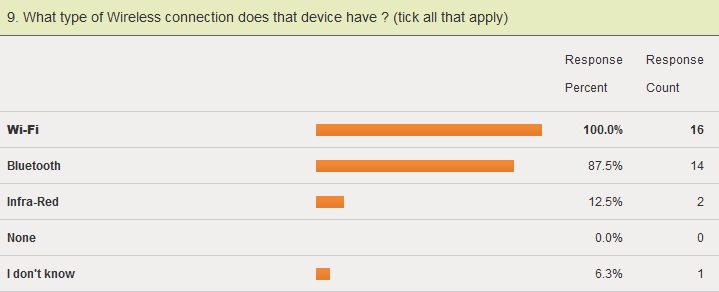 9. What type of Wireless connection does that device have ? (tick all that apply)
Response Response
Percent Count
Wi-Fi 100.0% 16
Bluetooth 87.5% 14
Infra-Red 12.5% 2
None 0.0% 0
I don't know 6.3% 1